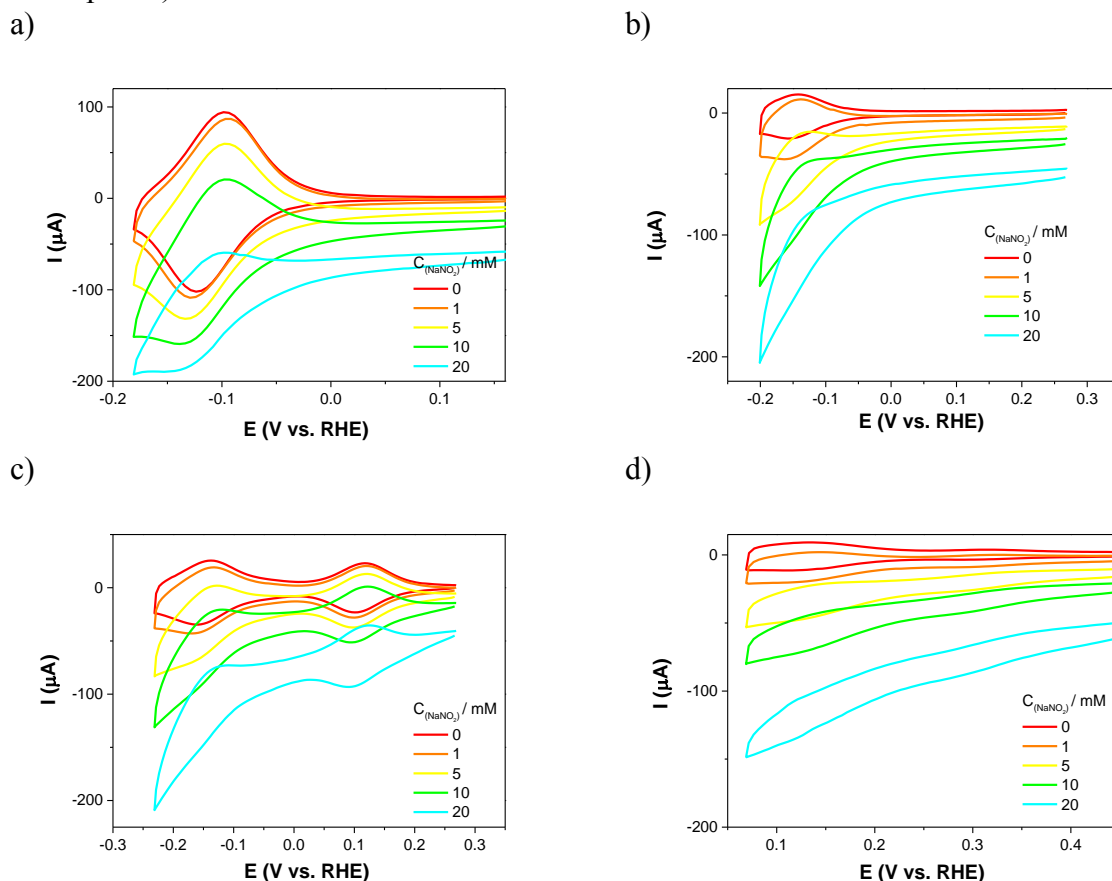 a)
100
0
-100
-200
I (µA)
-0.2 -0.1 0.0 0.1
E (V vs. RHE)
C(NaNO₂) / mM
0
1
5
10
20
b)
0
-100
-200
I (µA)
-0.2 -0.1 0.0 0.1 0.2 0.3
E (V vs. RHE)
C(NaNO₂) / mM
0
1
5
10
20
c)
0
-100
-200
I (µA)
-0.3 -0.2 -0.1 0.0 0.1 0.2 0.3
E (V vs. RHE)
C(NaNO₂) / mM
0
1
5
10
20
d)
0
-100
-200
I (µA)
0.1 0.2 0.3 0.4
E (V vs. RHE)
C(NaNO₂) / mM
0
1
5
10
20